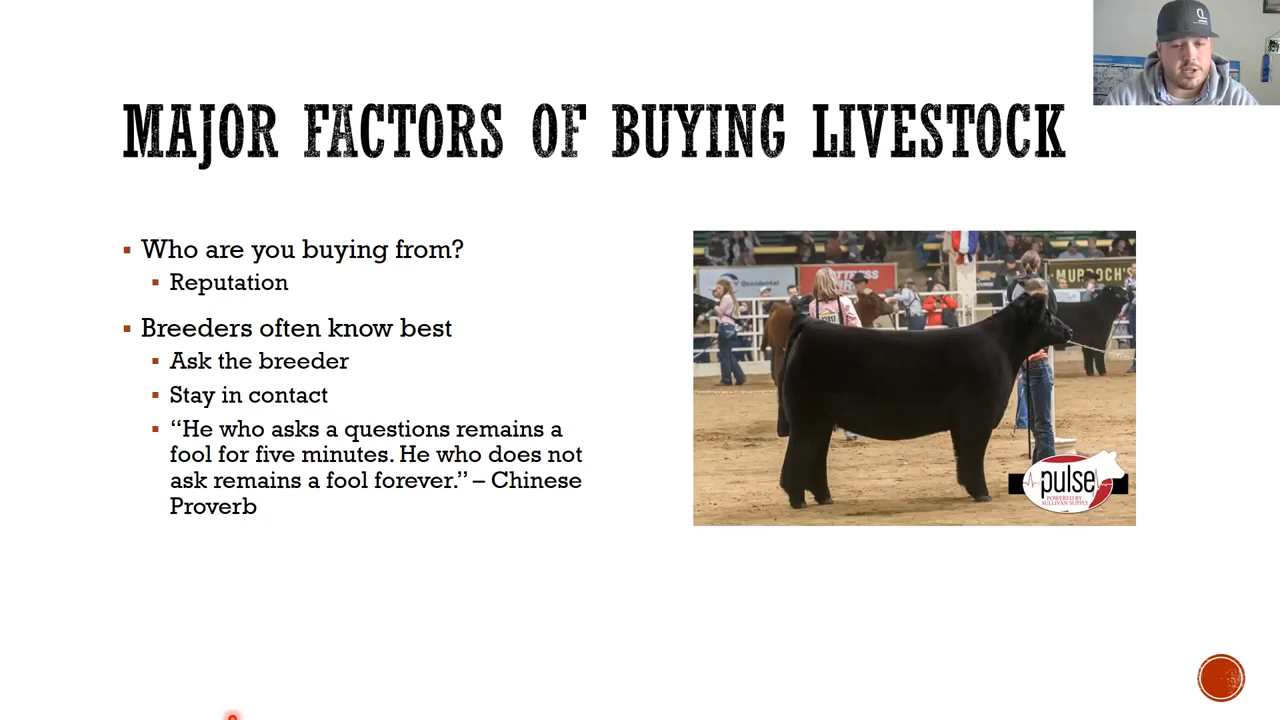 MAJOR FACTORS OF BUYING LIVESTOCK
Who are you buying from?
Reputation
Breeders often know best
Ask the breeder
Stay in contact
“He who asks a questions remains a
fool for five minutes. He who does not
ask remains a fool forever.” – Chinese
Proverb
Occidental
MURDOCH'S
pulse
POWERED BY
SULLIVAN SUPPLY